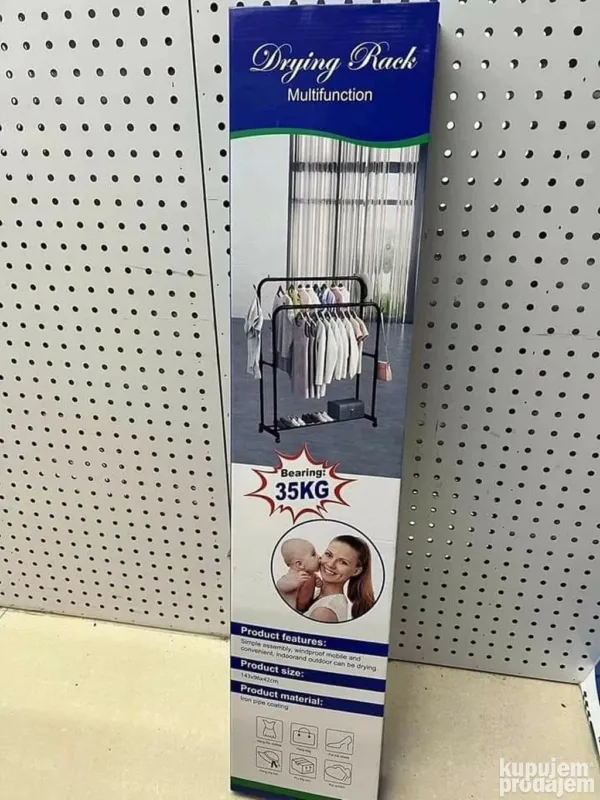 Drying Rack
Multifunction
Bearing:
35KG
Product features:
Simple assembly, windproof mobile and
convenient, indoorand outdoor can be drying
Product size:
143x96x42cm
Product material:
Iron pipe coating
kupujem
prodajem